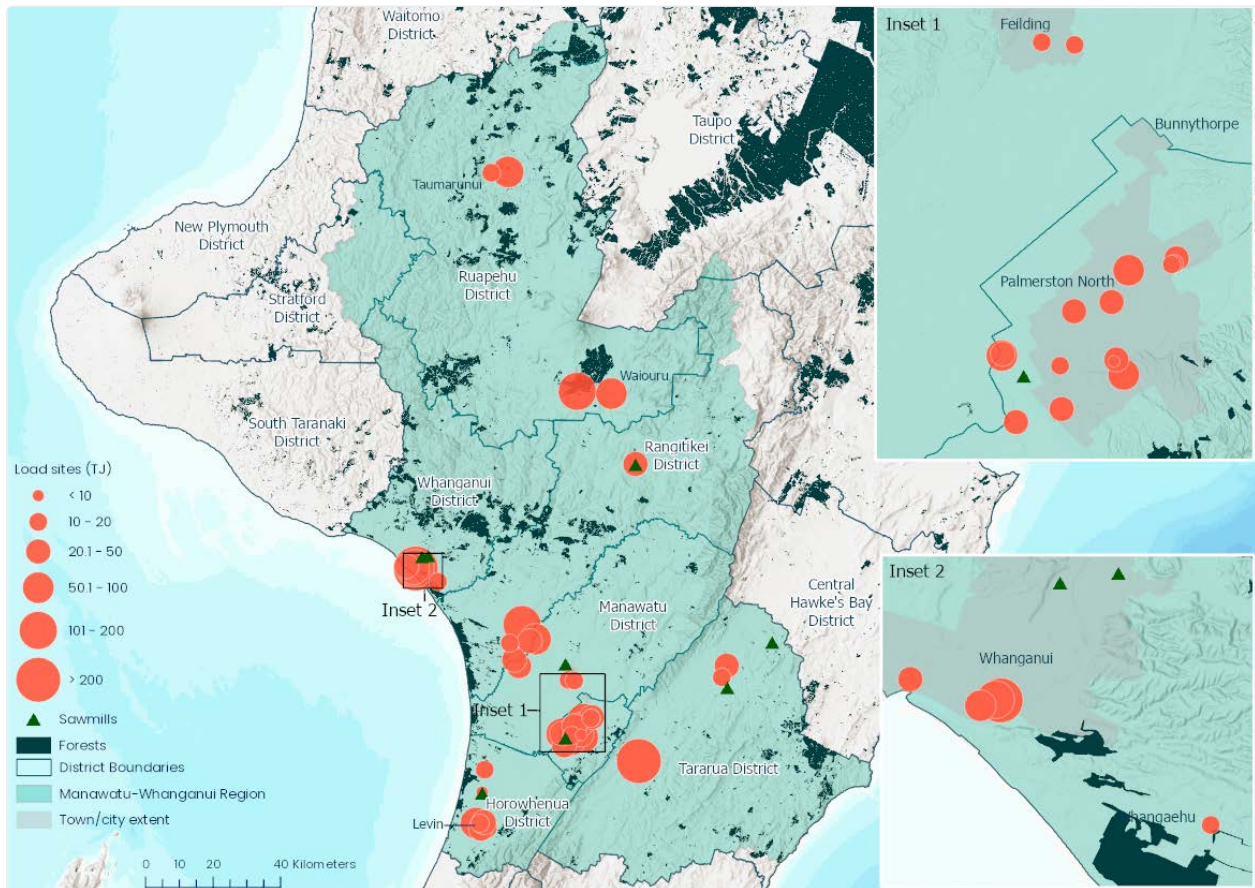 Waitomo
District
Taupo
District
Taumarunui
New Plymouth
District
Ruapehu
District
Stratford
District
Waiouru
South Taranaki
District
Rangitikei
District
Whanganui
District
Central
Hawke's Bay
District
Inset 2
Manawatu
District
Inset 1
Tararua District
Horowhenua
District
Levin
Load sites (TJ)
< 10
10 - 20
20.1 - 50
50.1 - 100
101 - 200
> 200
Sawmills
Forests
District Boundaries
Manawatu-Whanganui Region
Town/city extent
0 20 40 Kilometers
Inset 1
Feilding
Bunnythorpe
Palmerston North
Inset 2
Whanganui